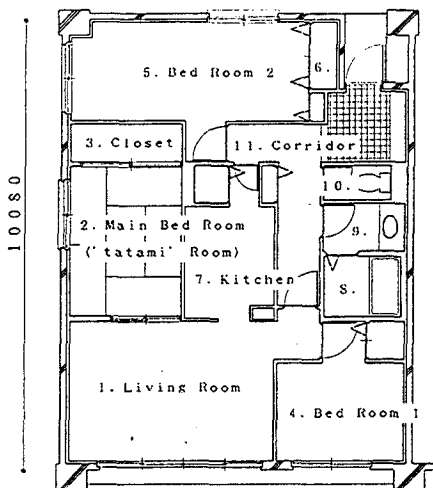 5. Bed Room 2
6.
3. Closet
11. Corridor
10.
2. Main Bed Room
('tatami' Room)
9.
7. Kitchen
8.
1. Living Room
4. Bed Room 1
10080